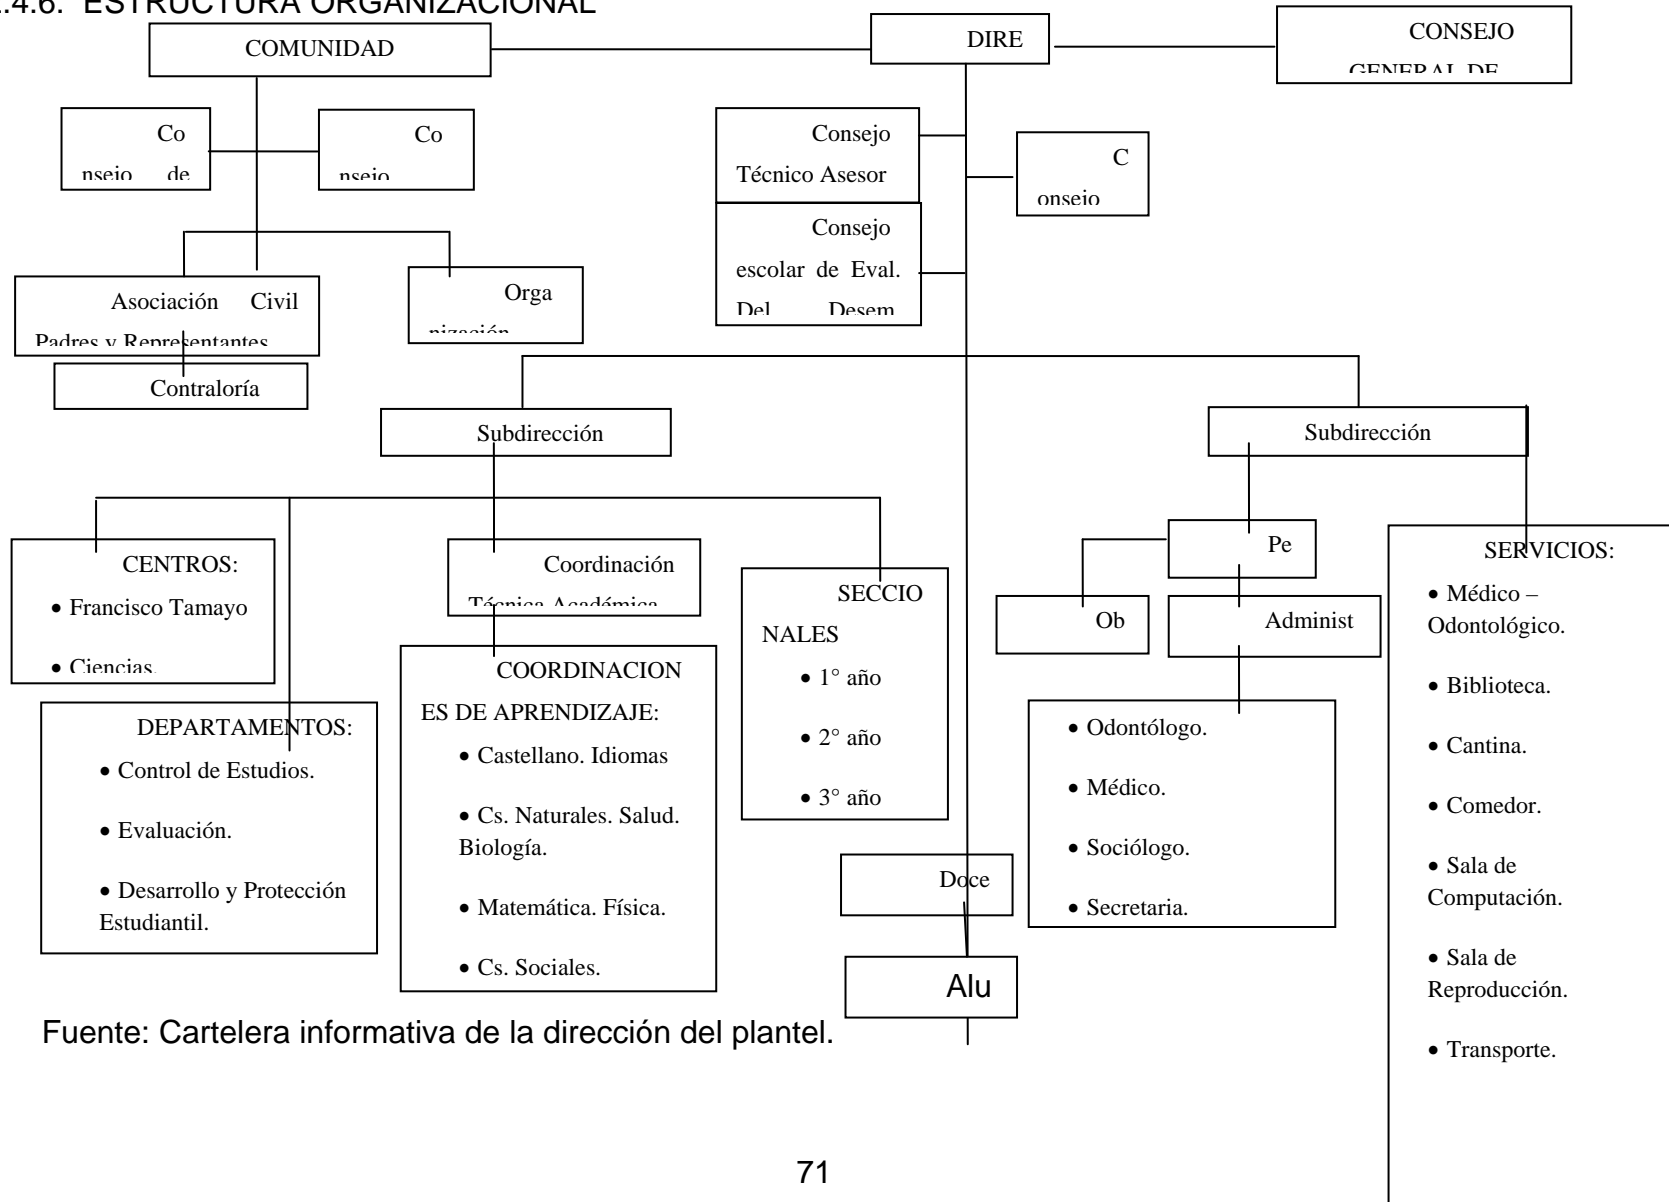 .4.6. ESTRUCTURA ORGANIZACIONAL
COMUNIDAD
DIRE
CONSEJO
GENERAL DE
Co
nsejo de
Co
nsejo
Consejo
Técnico Asesor
C
onsejo
Consejo
escolar de Eval.
Del Desem
Asociación Civil
Padres y Representantes
Orga
nización
Contraloría
Subdirección
Subdirección
CENTROS:
• Francisco Tamayo
• Ciencias.
Coordinación
Técnica Académica
SECCIO
NALES
• 1° año
• 2° año
• 3° año
Pe
Ob
Administ
SERVICIOS:
• Médico –
Odontológico.
• Biblioteca.
• Cantina.
• Comedor.
• Sala de
Computación.
• Sala de
Reproducción.
• Transporte.
DEPARTAMENTOS:
• Control de Estudios.
• Evaluación.
• Desarrollo y Protección
Estudiantil.
COORDINACION
ES DE APRENDIZAJE:
• Castellano. Idiomas
• Cs. Naturales. Salud.
Biología.
• Matemática. Física.
• Cs. Sociales.
• Odontólogo.
• Médico.
• Sociólogo.
• Secretaria.
Doce
Alu
Fuente: Cartelera informativa de la dirección del plantel.
71